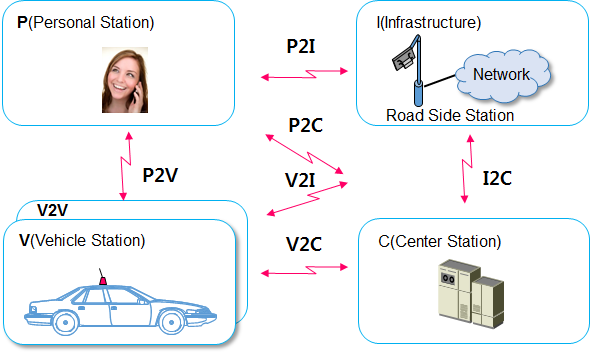 P(Personal Station)
I(Infrastructure)
P2I
Network
Road Side Station
P2C
P2V
V2I
I2C
V2V
V(Vehicle Station)
V2C
C(Center Station)